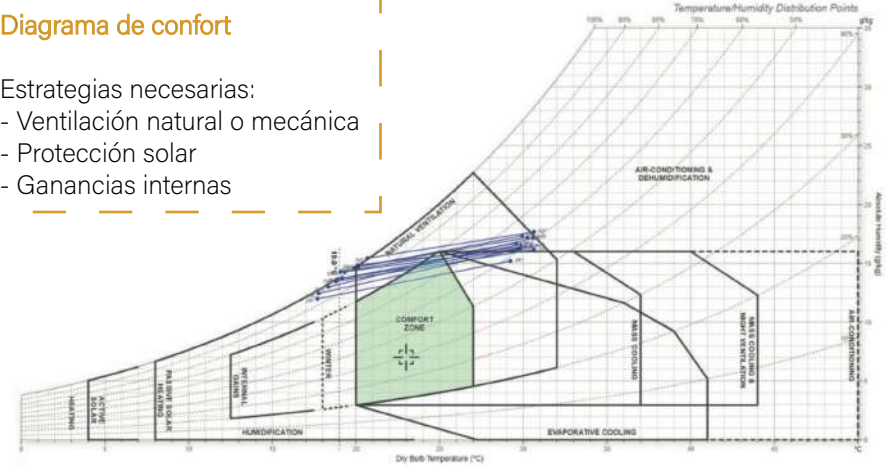 Diagrama de confort
Estrategias necesarias:
- Ventilación natural o mecánica
- Protección solar
- Ganancias internas
Temperature/Humidity Distribution Points
g/kg
AIR-CONDITIONING &
DEHUMIDIFICATION
NATURAL VENTILATION
COMFORT
ZONE
WINTER
INTERNAL
GAINS
PASSIVE SOLAR
HEATING
ACTIVE
SOLAR
HEATING
HUMIDIFICATION
EVAPORATIVE COOLING
MASS COOLING
MASS COOLING &
NIGHT VENTILATION
AIR-CONDITIONING
Absolute Humidity (g/kg)
Dry Bulb Temperature (°C)
°C